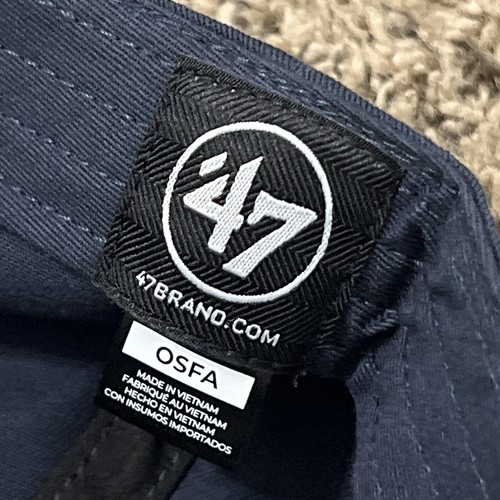 '47
47BRAND.COM
OSFA
MADE IN VIETNAM
FABRIQUÉ AU VIETNAM
HECHO EN VIETNAM
CON INSUMOS IMPORTADOS